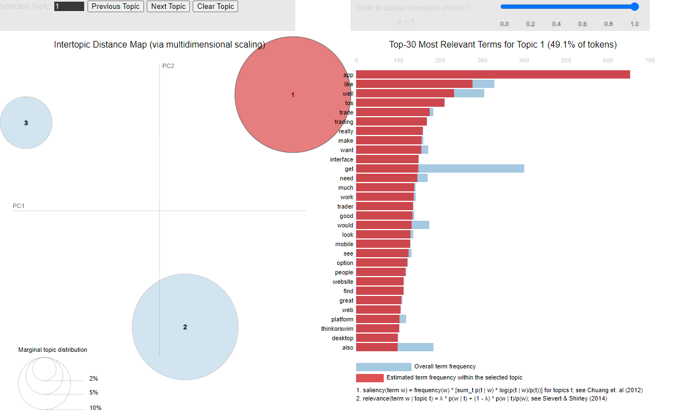 Selected Topic: 1 Previous Topic Next Topic Clear Topic
Slide to adjust relevance metric:(2)
λ = 1
0.0 0.2 0.4 0.6 0.8 1.0
Intertopic Distance Map (via multidimensional scaling)
PC2
PC1
1
3
2
Marginal topic distribution
2%
5%
10%
Top-30 Most Relevant Terms for Topic 1 (49.1% of tokens)
0 100 200 300 400 500 600 700
app
like
well
tos
trade
trading
really
make
want
interface
get
need
much
work
trader
good
would
look
mobile
see
option
people
website
find
great
web
platform
thinkorswim
desktop
also
Overall term frequency
Estimated term frequency within the selected topic
1. saliency(term w) = frequency(w) * [sum_t p(t | w) * log(p(t | w)/p(t))] for topics t; see Chuang et. al (2012)
2. relevance(term w | topic t) = λ * p(w | t) + (1 - λ) * p(w | t)/p(w); see Sievert & Shirley (2014)